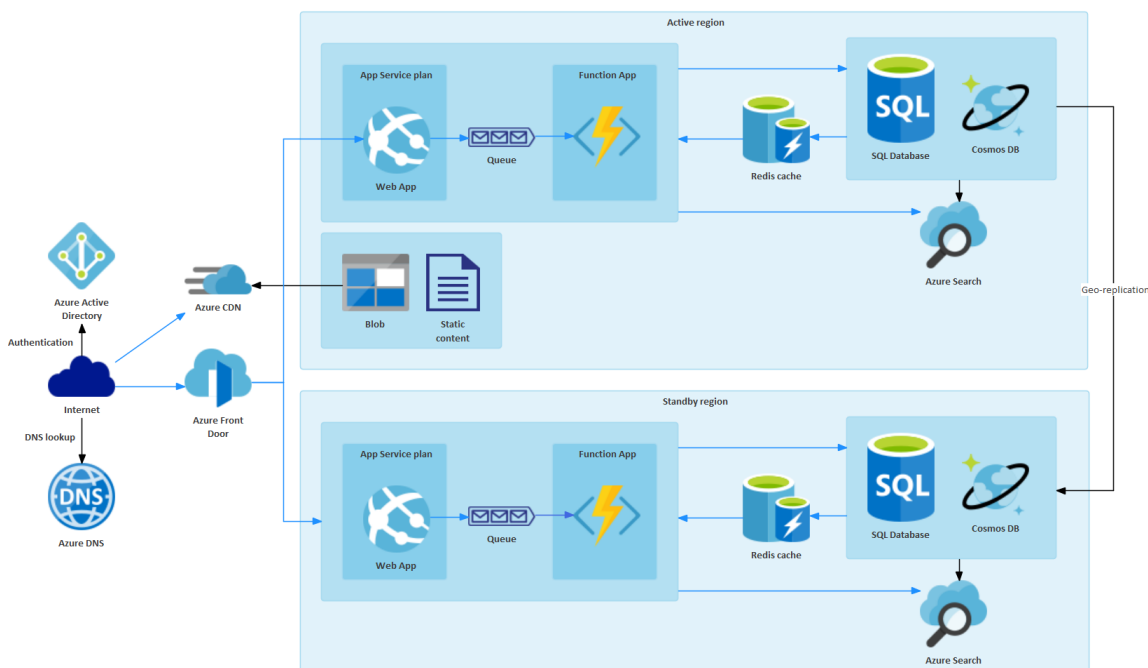 Active region
App Service plan
Function App
SQL
Web App
Queue
Redis cache
SQL Database
Cosmos DB
Azure Search
Blob
Static
content
Azure Active
Directory
Authentication
Internet
DNS lookup
DNS
Azure DNS
Azure CDN
Azure Front
Door
Geo-replication
Standby region
App Service plan
Function App
SQL
Web App
Queue
Redis cache
SQL Database
Cosmos DB
Azure Search